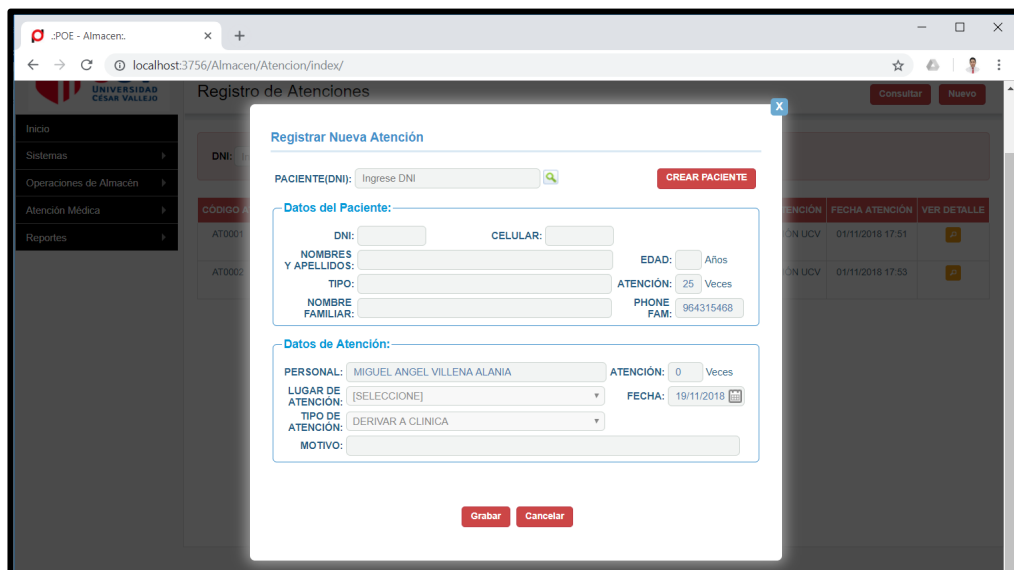 .:POE - Almacen:.
localhost:3756/Almacen/Atencion/index/
UNIVERSIDAD
CÉSAR VALLEJO
Registro de Atenciones
Consultar
Nuevo
X
Inicio
Sistemas
Operaciones de Almacén
Atención Médica
Reportes
DNI:
CÓDIGO A
ENCIÓN
FECHA ATENCIÓN
VER DETALLE
AT0001
ÓN UCV
01/11/2018 17:51
AT0002
ÓN UCV
01/11/2018 17:53
Registrar Nueva Atención
PACIENTE(DNI):
Ingrese DNI
CREAR PACIENTE
Datos del Paciente:
DNI:
CELULAR:
NOMBRES
Y APELLIDOS:
EDAD:
Años
TIPO:
ATENCIÓN:
25
Veces
NOMBRE
FAMILIAR:
PHONE
FAM:
964315468
Datos de Atención:
PERSONAL:
MIGUEL ANGEL VILLENA ALANIA
ATENCIÓN:
0
Veces
LUGAR DE
ATENCIÓN:
[SELECCIONE]
FECHA:
19/11/2018
TIPO DE
ATENCIÓN:
DERIVAR A CLINICA
MOTIVO:
Grabar
Cancelar